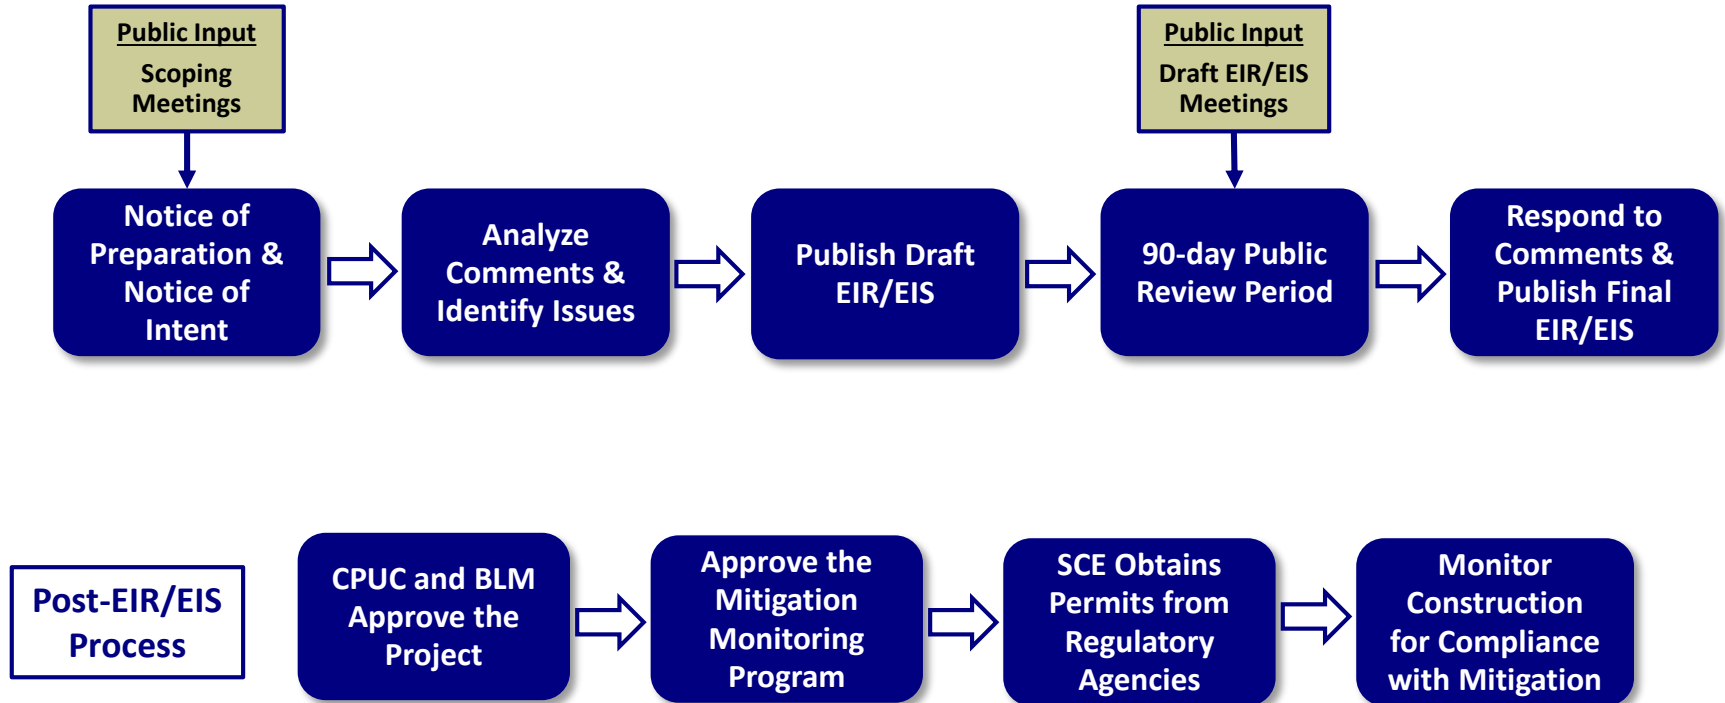 Public Input
Scoping
Meetings
Public Input
Draft EIR/EIS
Meetings
Notice of
Preparation &
Notice of
Intent
Analyze
Comments &
Identify Issues
Publish Draft
EIR/EIS
90-day Public
Review Period
Respond to
Comments &
Publish Final
EIR/EIS
Post-EIR/EIS
Process
CPUC and BLM
Approve the
Project
Approve the
Mitigation
Monitoring
Program
SCE Obtains
Permits from
Regulatory
Agencies
Monitor
Construction
for Compliance
with Mitigation